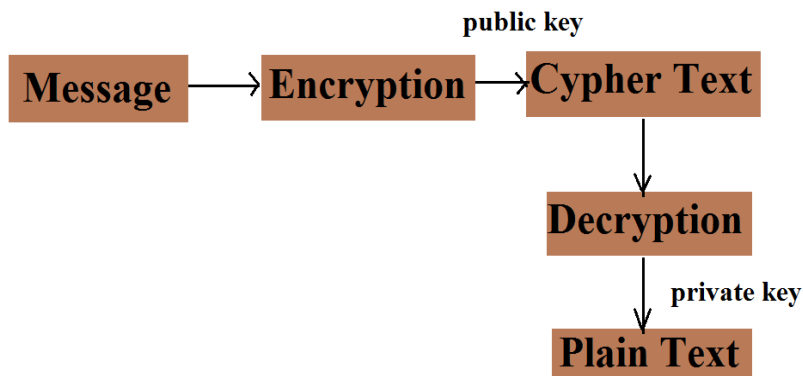 public key
Message
Encryption
Cypher Text
Decryption
private key
Plain Text